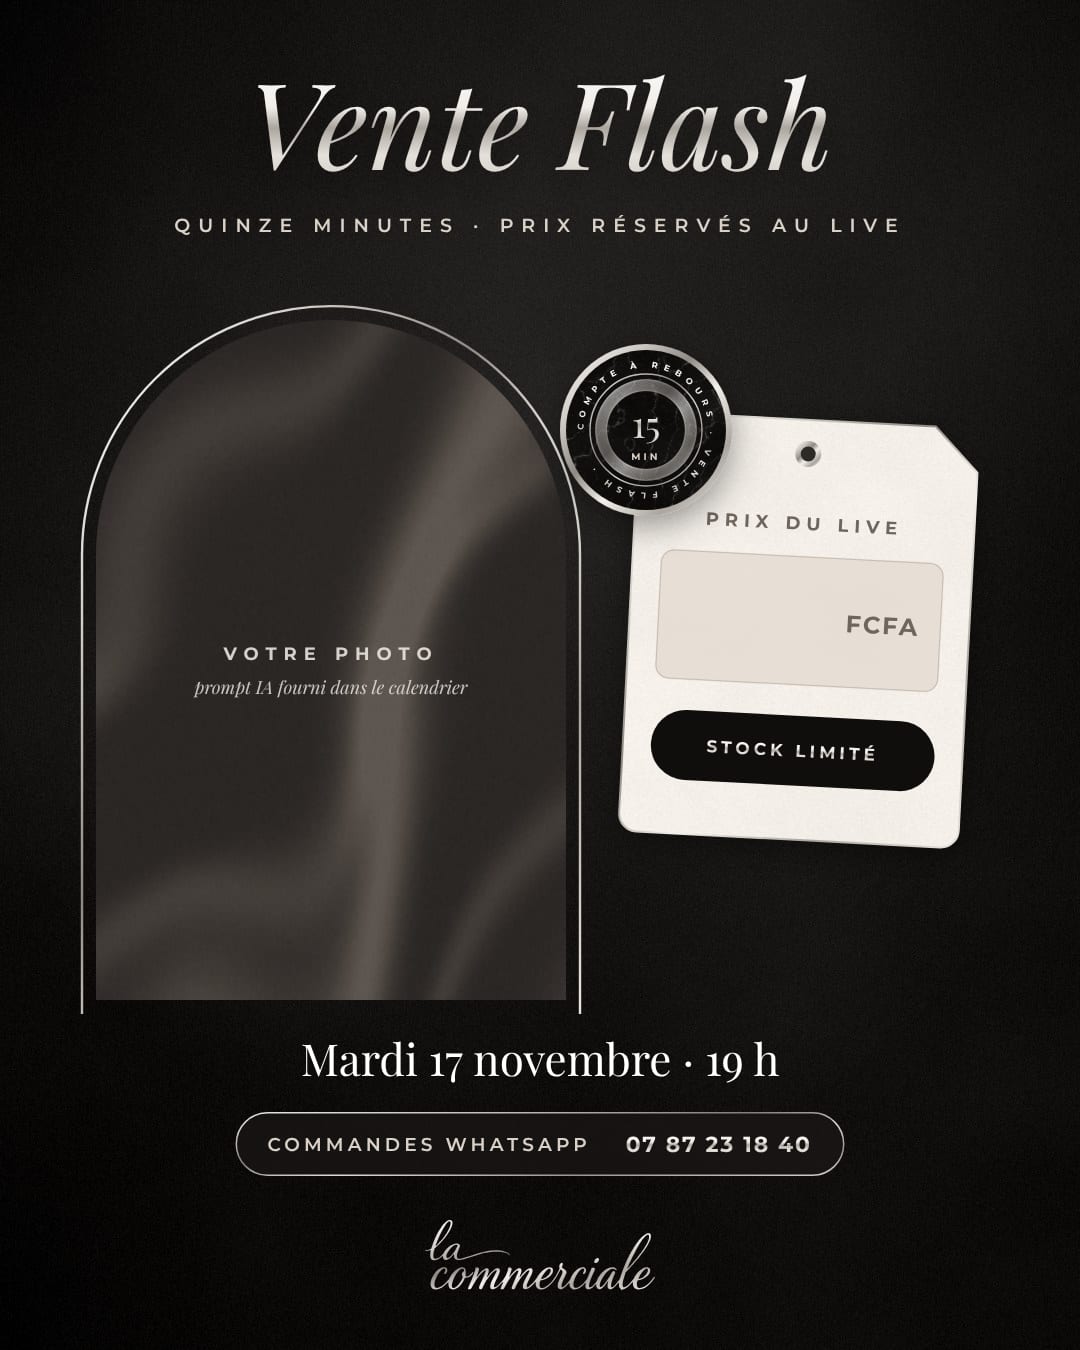 Vente Flash
QUINZE MINUTES · PRIX RÉSERVÉS AU LIVE
COMPTE À REBOURS · VENTE FLASH ·
15
MIN
PRIX DU LIVE
FCFA
STOCK LIMITÉ
VOTRE PHOTO
prompt IA fourni dans le calendrier
Mardi 17 novembre · 19 h
COMMANDES WHATSAPP 07 87 23 18 40
la
commerciale